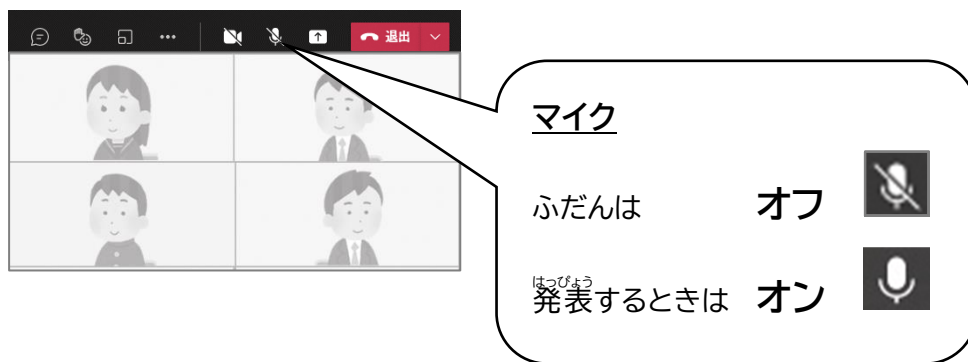 退出
マイク
ふだんは オフ
はっぴょう
発表するときは オン